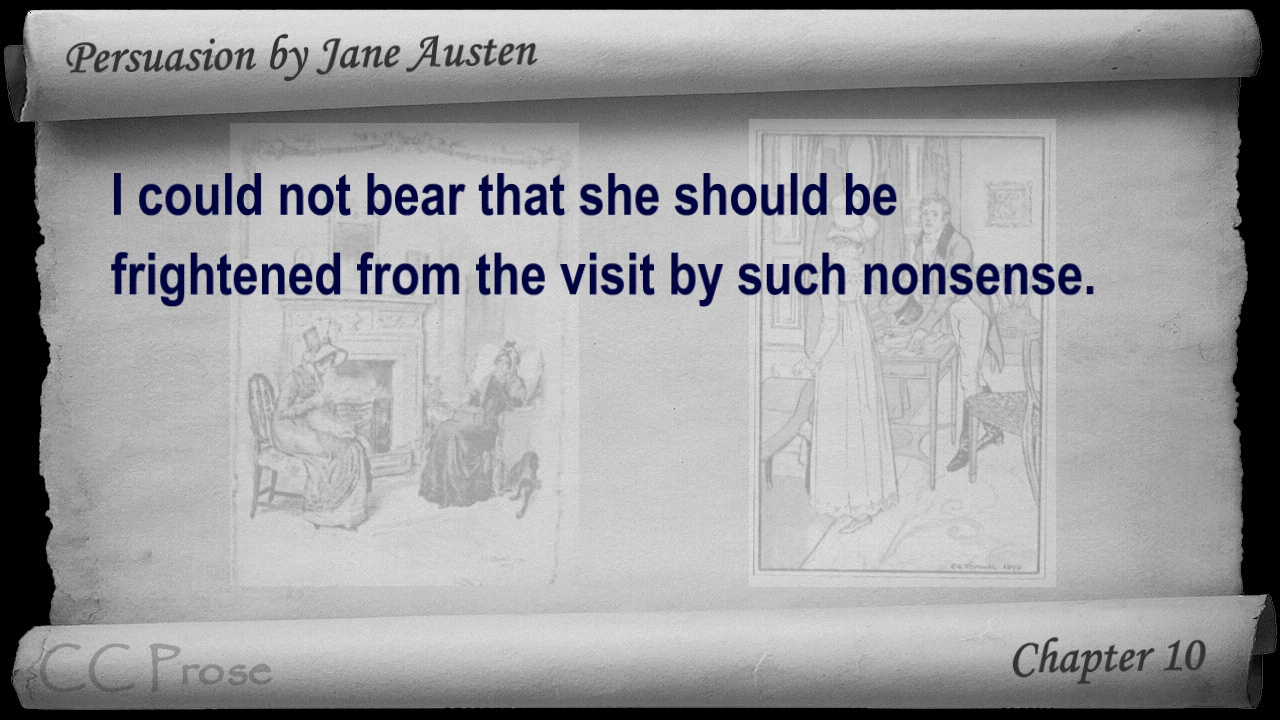 Persuasion by Jane Austen
I could not bear that she should be
frightened from the visit by such nonsense.
CC Prose
Chapter 10